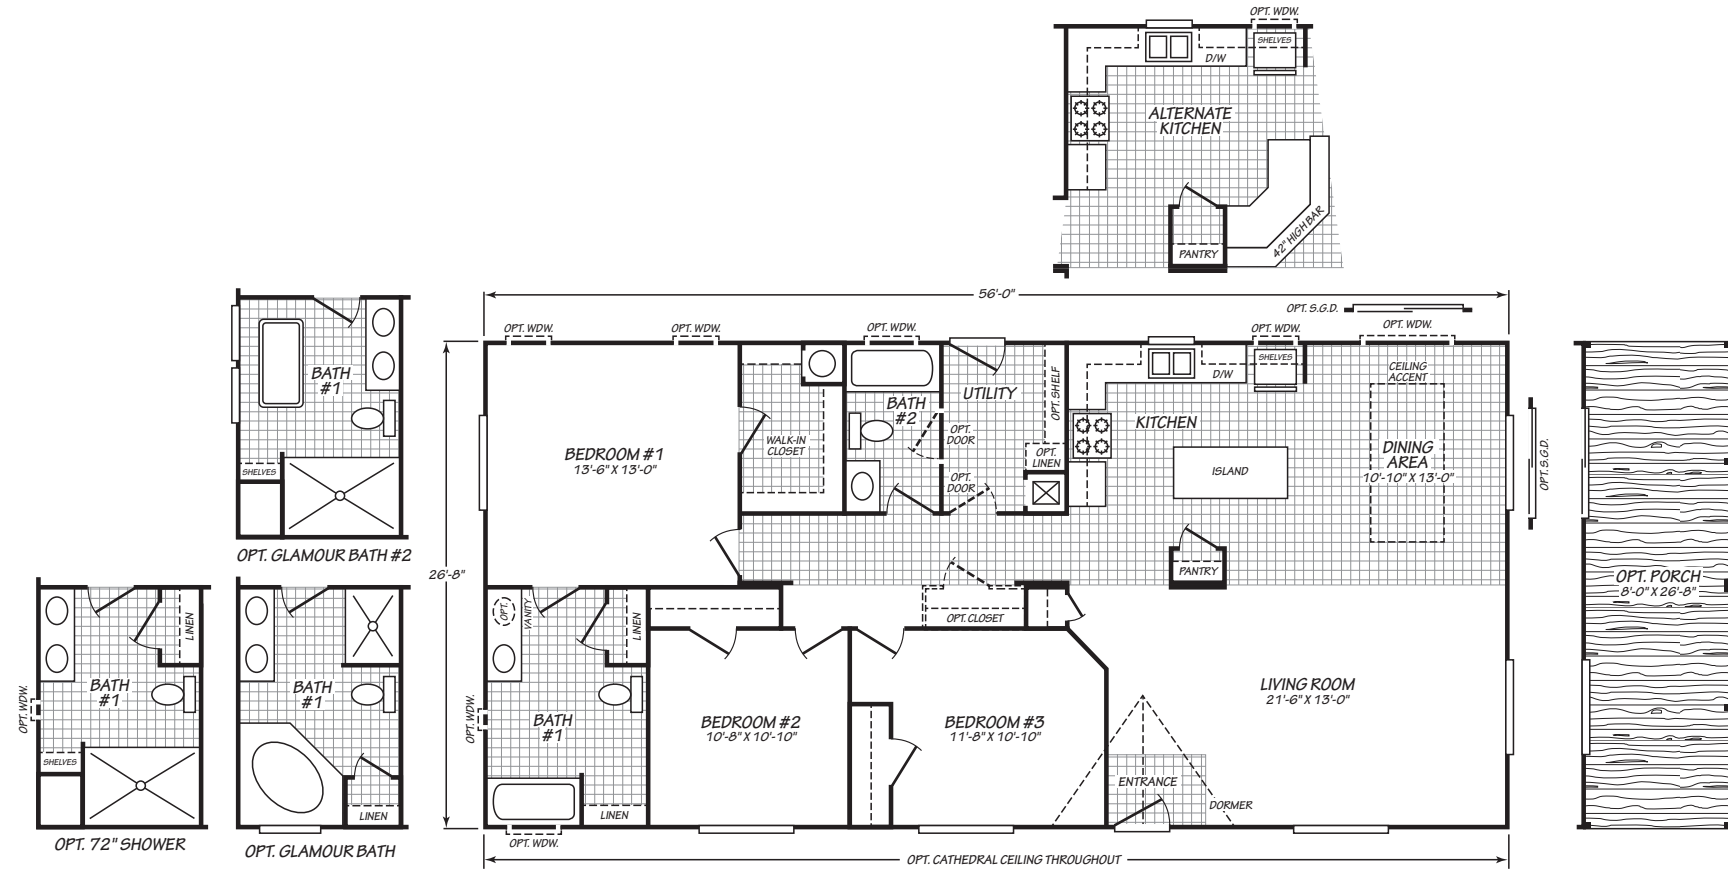 OPT. WDW.
SHELVES
D/W
ALTERNATE
KITCHEN
PANTRY
42" HIGH BAR
56'-0"
OPT. S.G.D.
OPT. WDW.
OPT. WDW.
OPT. WDW.
OPT. WDW.
OPT. WDW.
BATH
#1
SHELVES
OPT. GLAMOUR BATH #2
BEDROOM #1
13'-6" X 13'-0"
WALK-IN
CLOSET
BATH
#2
UTILITY
OPT. SHELF
OPT.
DOOR
OPT.
LINEN
OPT.
DOOR
SHELVES
D/W
KITCHEN
ISLAND
PANTRY
CEILING
ACCENT
DINING
AREA
10'-10" X 13'-0"
OPT. S.G.D.
OPT. PORCH
8'-0" X 26'-8"
26'-8"
LINEN
BATH
#1
OPT. WDW.
SHELVES
OPT. 72" SHOWER
BATH
#1
LINEN
OPT. GLAMOUR BATH
OPT.
VANITY
LINEN
OPT. WDW.
BATH
#1
LINEN
OPT. WDW.
BEDROOM #2
10'-8" X 10'-10"
OPT. CLOSET
BEDROOM #3
11'-8" X 10'-10"
LIVING ROOM
21'-6" X 13'-0"
ENTRANCE
DORMER
OPT. CATHEDRAL CEILING THROUGHOUT